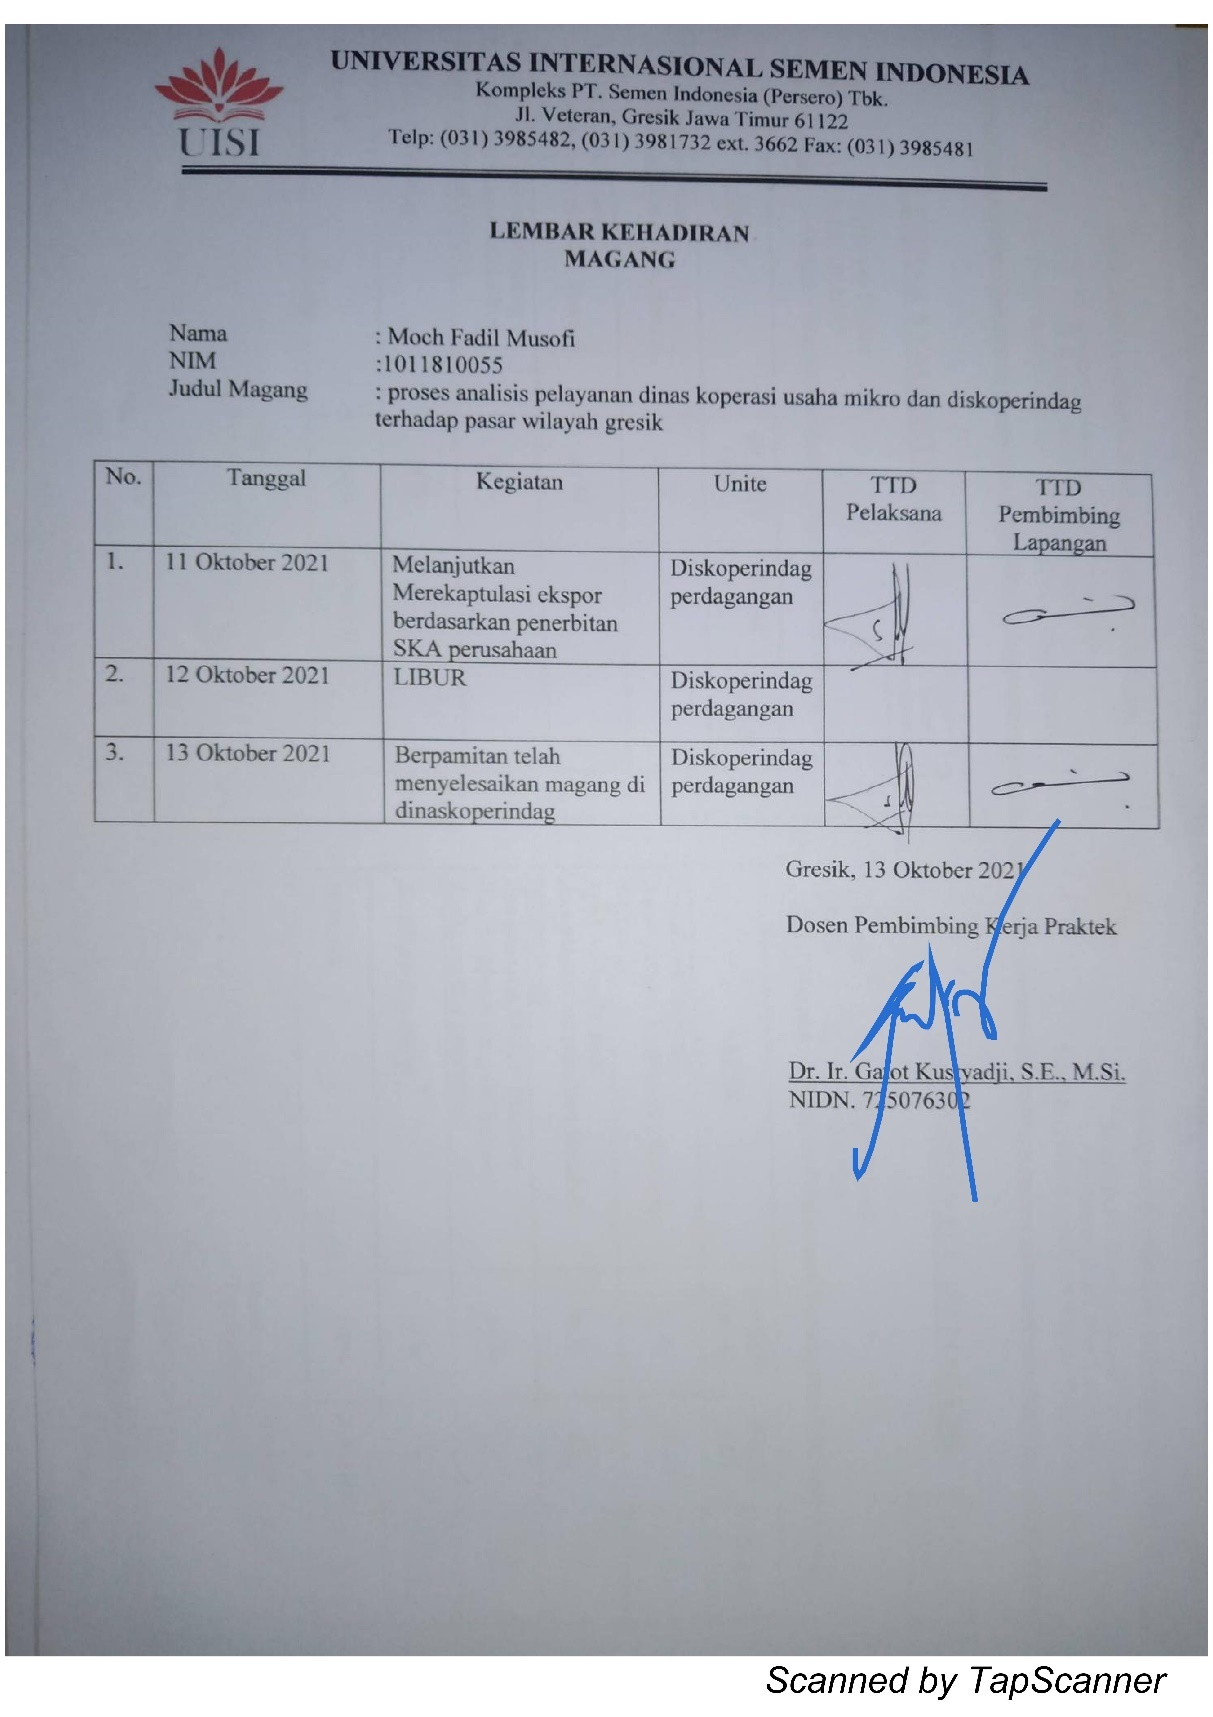 UISI
UNIVERSITAS INTERNASIONAL SEMEN INDONESIA
Kompleks PT. Semen Indonesia (Persero) Tbk.
Jl. Veteran, Gresik Jawa Timur 61122
Telp: (031) 3985482, (031) 3981732 ext. 3662 Fax: (031) 3985481
LEMBAR KEHADIRAN
MAGANG
Nama : Moch Fadil Musofi
NIM :1011810055
Judul Magang : proses analisis pelayanan dinas koperasi usaha mikro dan diskoperindag
terhadap pasar wilayah gresik
No. Tanggal Kegiatan Unite TTD Pelaksana TTD Pembimbing Lapangan
1. 11 Oktober 2021 Melanjutkan Merekaptulasi ekspor berdasarkan penerbitan SKA perusahaan Diskoperindag perdagangan
2. 12 Oktober 2021 LIBUR Diskoperindag perdagangan
3. 13 Oktober 2021 Berpamitan telah menyelesaikan magang di dinaskoperindag Diskoperindag perdagangan
Gresik, 13 Oktober 2021
Dosen Pembimbing Kerja Praktek
Dr. Ir. Gatot Kustyadji, S.E., M.Si.
NIDN. 725076302
Scanned by TapScanner